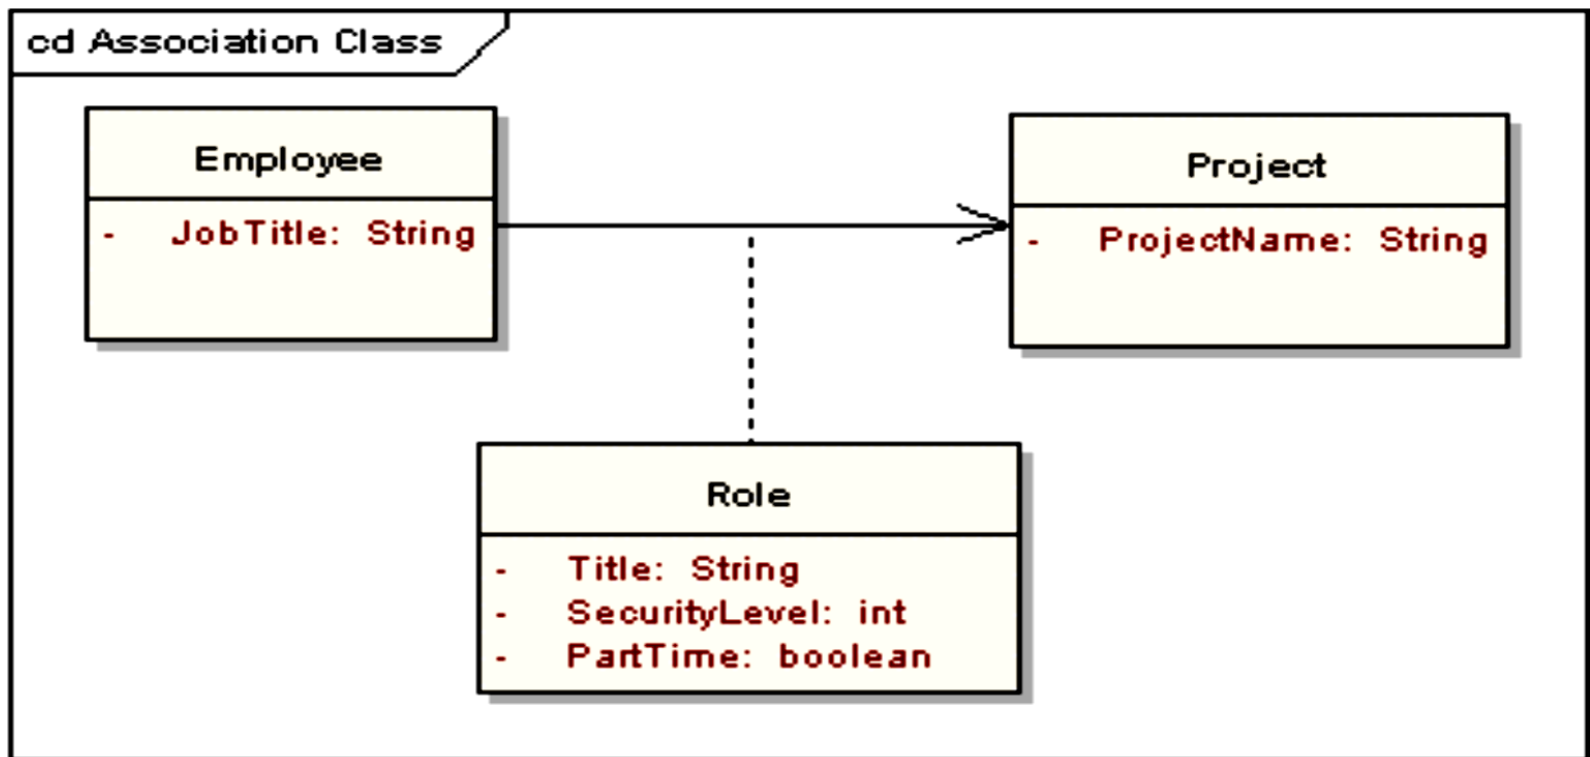 cd Association Class
Employee
- JobTitle: String
Project
- ProjectName: String
Role
- Title: String
- SecurityLevel: int
- PartTime: boolean